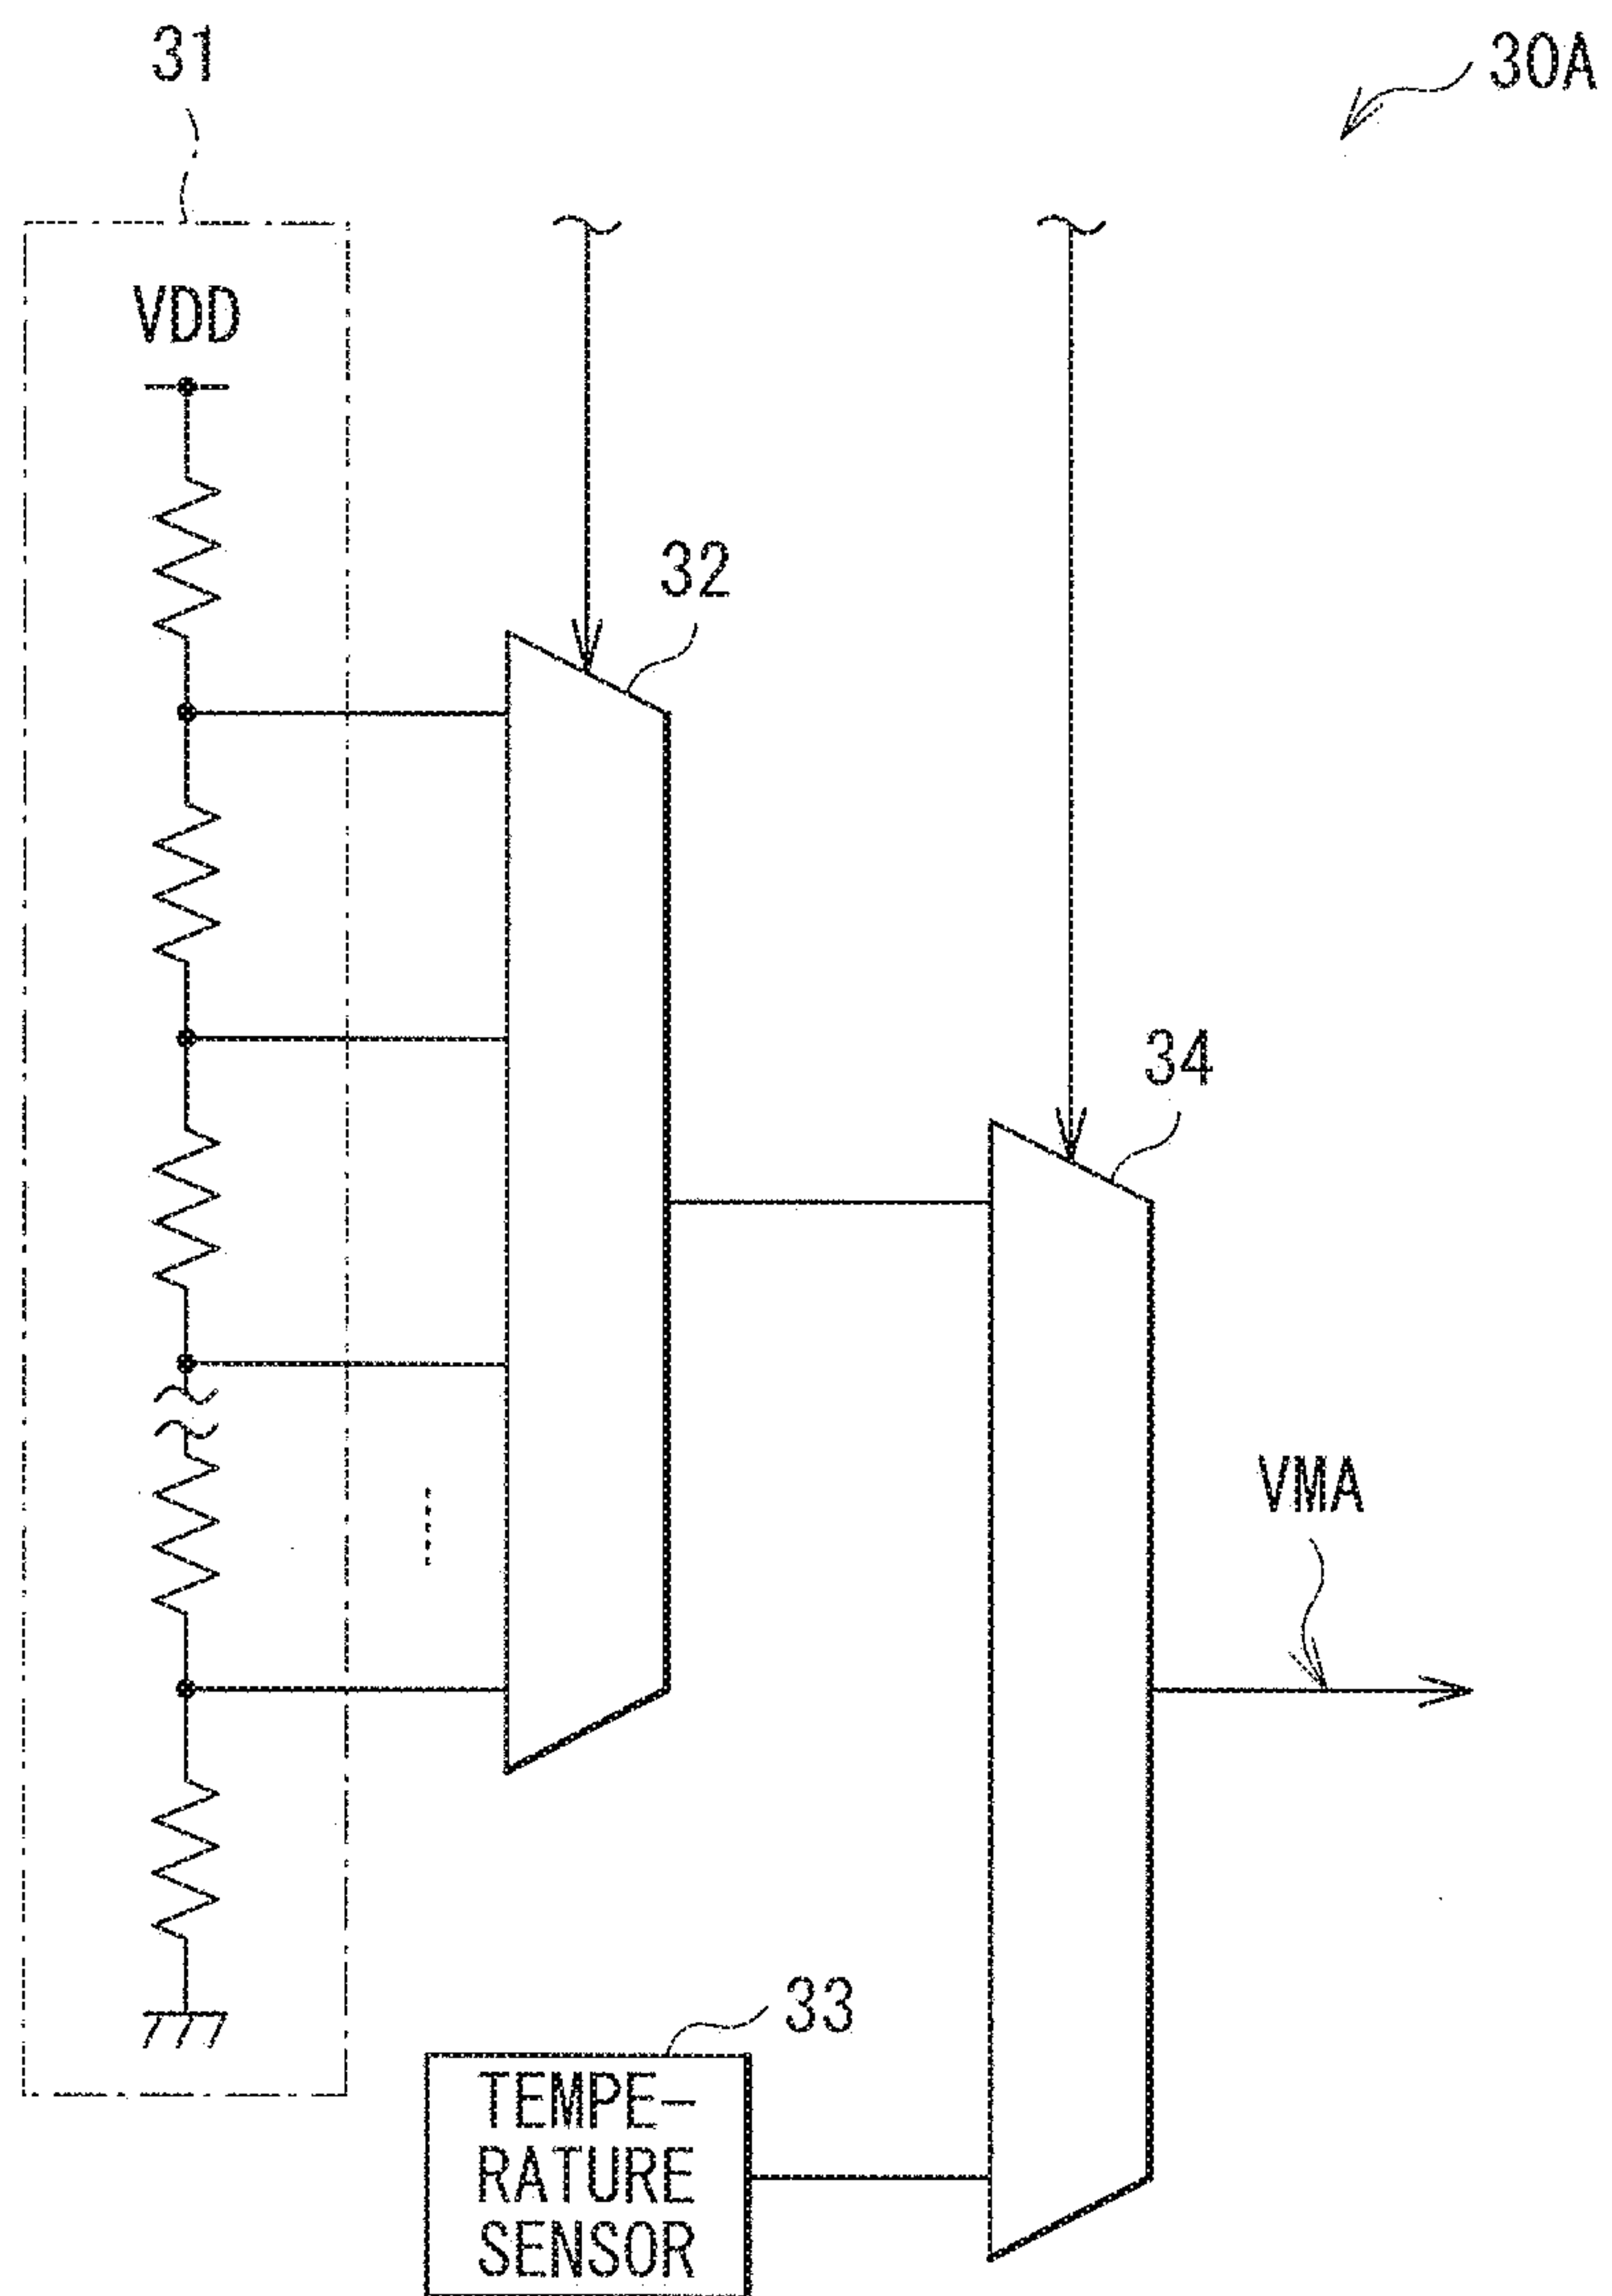 31
30A
VDD
32
34
VMA
33
TEMPE-
RATURE
SENSOR